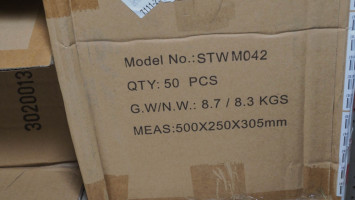 Model No.:STWM042
QTY: 50 PCS
G.W/N.W.: 8.7 / 8.3 KGS
MEAS:500X250X305mm
3020013